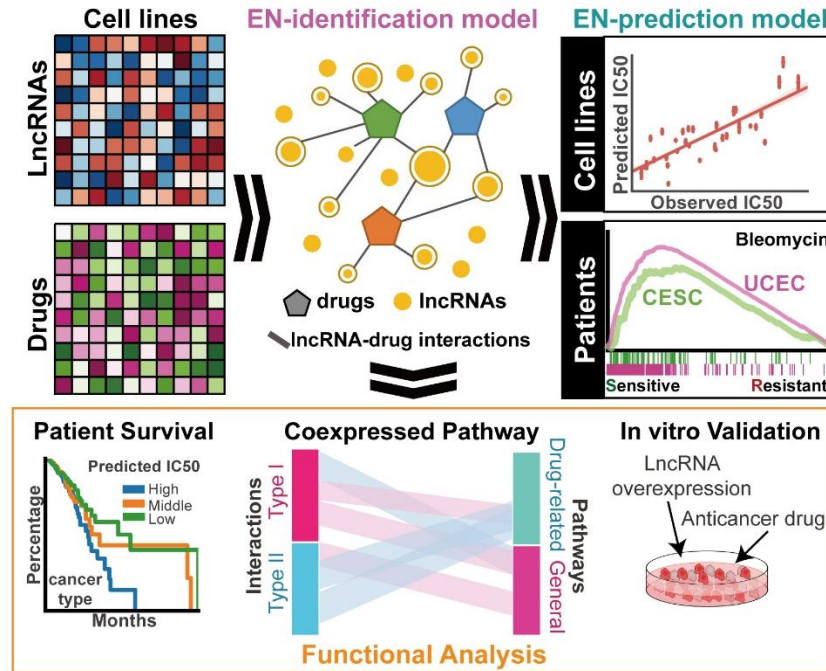 Cell lines
LncRNAs
Drugs
EN-identification model
drugs
lncRNAs
lncRNA-drug interactions
EN-prediction model
Cell lines
Predicted IC50
Observed IC50
Patients
Bleomycin
UCEC
CESC
Sensitive
Resistant
Patient Survival
Predicted IC50
High
Middle
Low
Percentage
cancer
type
Months
Coexpressed Pathway
Interactions
Type I
Type II
Drug-related
General
Pathways
In vitro Validation
LncRNA
overexpression
Anticancer drug
Functional Analysis